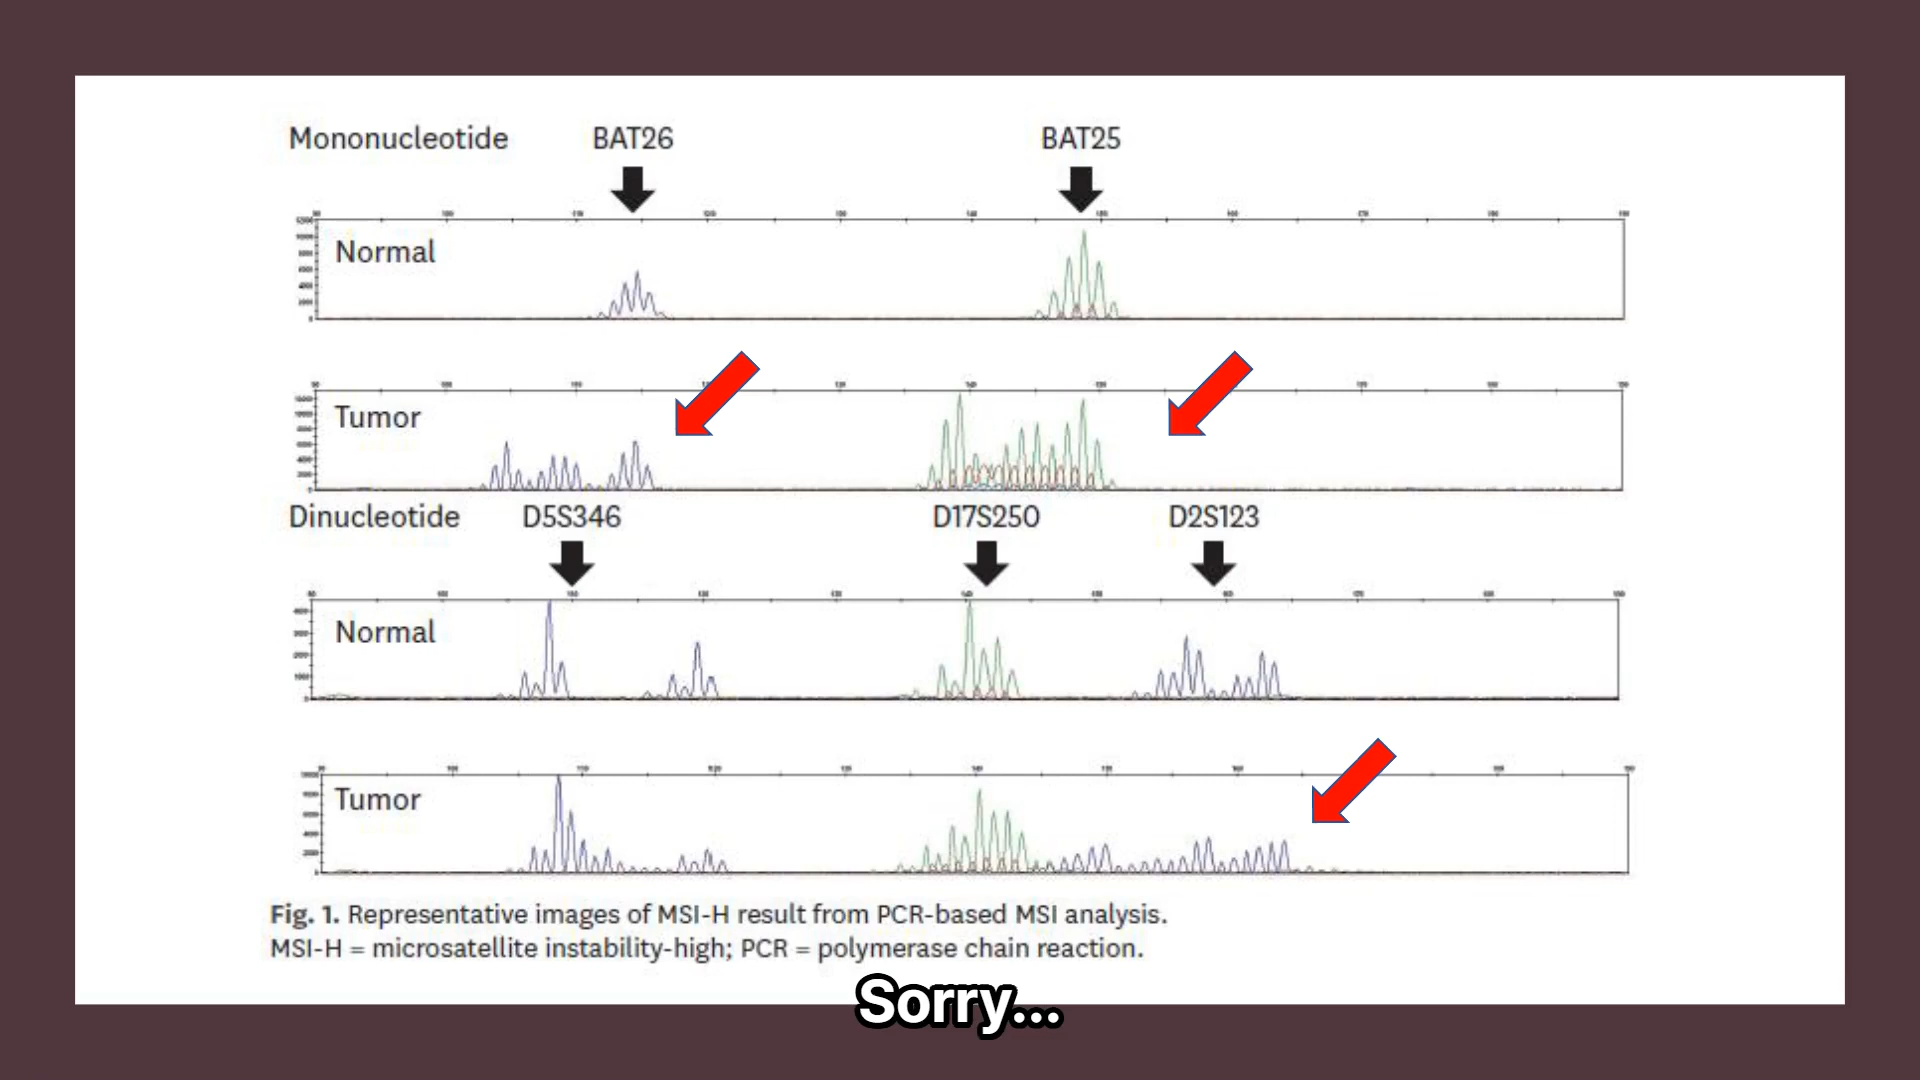 Mononucleotide BAT26 BAT25
Normal
Tumor
Dinucleotide D5S346 D17S250 D2S123
Normal
Tumor
Fig. 1. Representative images of MSI-H result from PCR-based MSI analysis.
MSI-H = microsatellite instability-high; PCR = polymerase chain reaction.
Sorry...